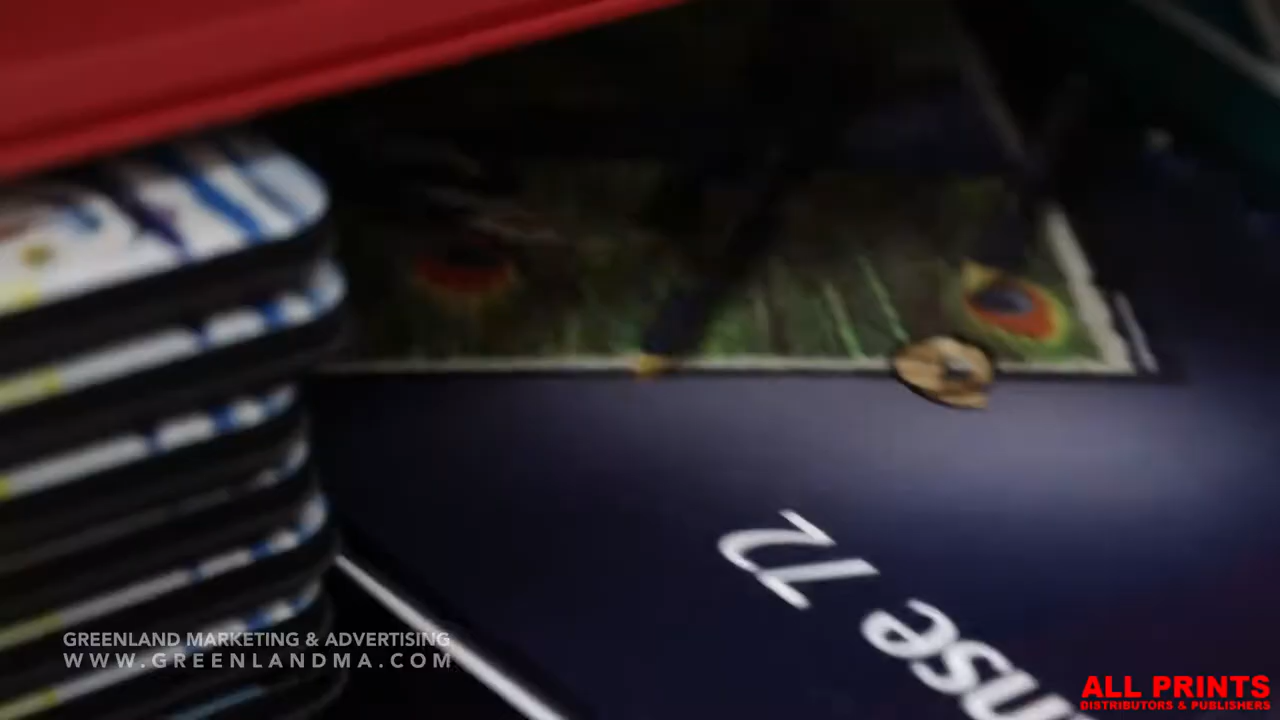 GREENLAND MARKETING & ADVERTISING
WWW.GREENLANDMA.COM
ALL PRINTS
DISTRIBUTORS & PUBLISHERS